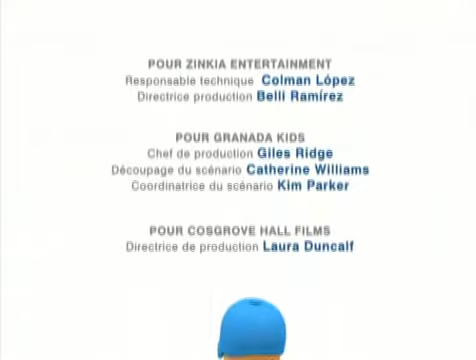 POUR ZINKIA ENTERTAINMENT
Responsable technique Colman López
Directrice production Belli Ramírez
POUR GRANADA KIDS
Chef de production Giles Ridge
Découpage du scénario Catherine Williams
Coordinatrice du scénario Kim Parker
POUR COSGROVE HALL FILMS
Directrice de production Laura Duncalf